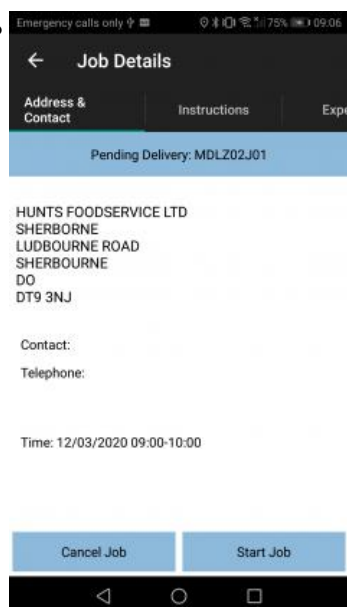 Emergency calls only 75% 09:06
Job Details
Address & Contact Instructions Expe
Pending Delivery: MDLZ02J01
HUNTS FOODSERVICE LTD
SHERBORNE
LUDBOURNE ROAD
SHERBOURNE
DO
DT9 3NJ
Contact:
Telephone:
Time: 12/03/2020 09:00-10:00
Cancel Job Start Job